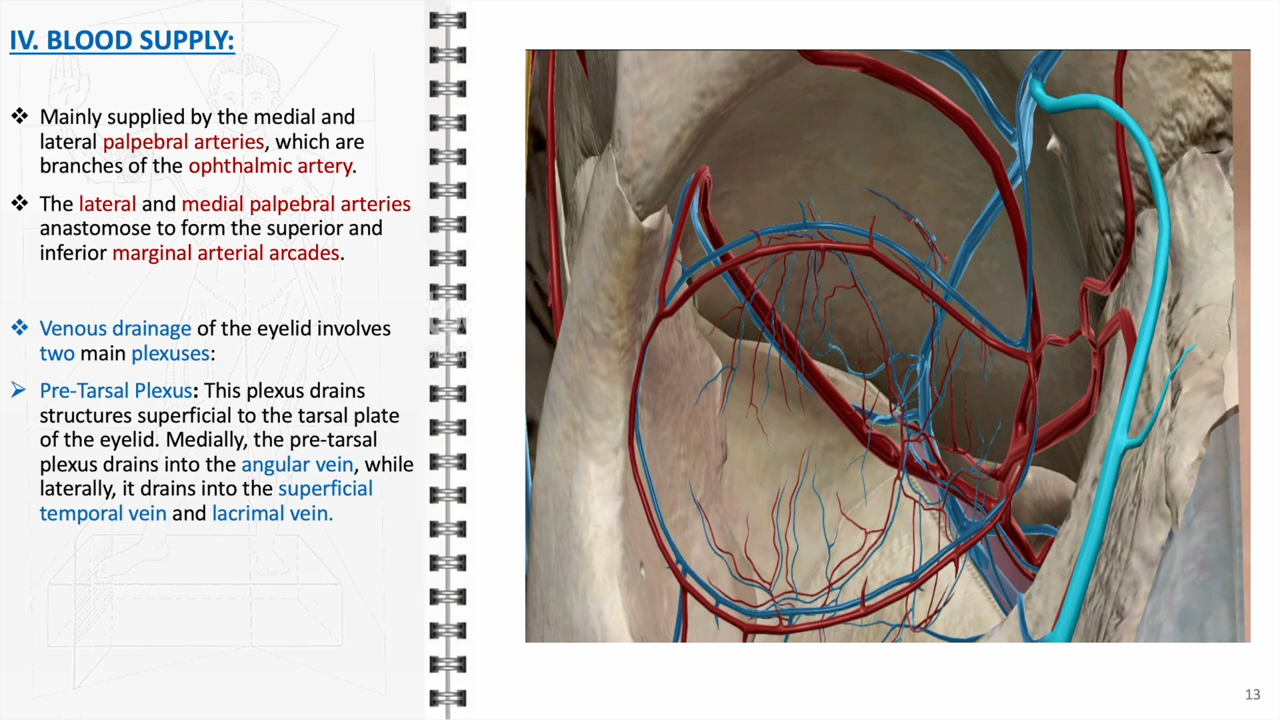 IV. BLOOD SUPPLY:
❖ Mainly supplied by the medial and
lateral palpebral arteries, which are
branches of the ophthalmic artery.
❖ The lateral and medial palpebral arteries
anastomose to form the superior and
inferior marginal arterial arcades.
❖ Venous drainage of the eyelid involves
two main plexuses:
➢ Pre-Tarsal Plexus: This plexus drains
structures superficial to the tarsal plate
of the eyelid. Medially, the pre-tarsal
plexus drains into the angular vein, while
laterally, it drains into the superficial
temporal vein and lacrimal vein.
13